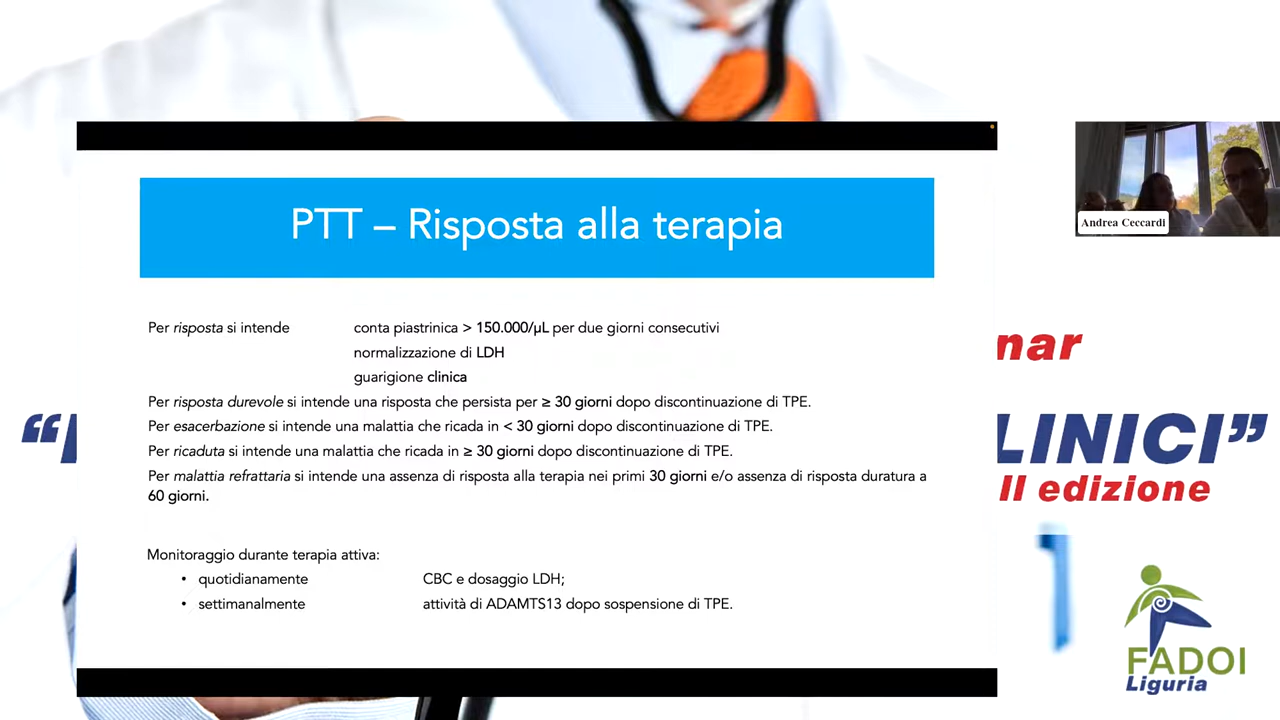 PTT – Risposta alla terapia
Andrea Ceccardi
Per risposta si intende conta piastrinica > 150.000/µL per due giorni consecutivi
normalizzazione di LDH
guarigione clinica
Per risposta durevole si intende una risposta che persista per ≥ 30 giorni dopo discontinuazione di TPE.
Per esacerbazione si intende una malattia che ricada in < 30 giorni dopo discontinuazione di TPE.
Per ricaduta si intende una malattia che ricada in ≥ 30 giorni dopo discontinuazione di TPE.
Per malattia refrattaria si intende una assenza di risposta alla terapia nei primi 30 giorni e/o assenza di risposta duratura a
60 giorni.
Monitoraggio durante terapia attiva:
• quotidianamente CBC e dosaggio LDH;
• settimanalmente attività di ADAMTS13 dopo sospensione di TPE.
nar
LINICI”
II edizione
FADOI
Liguria